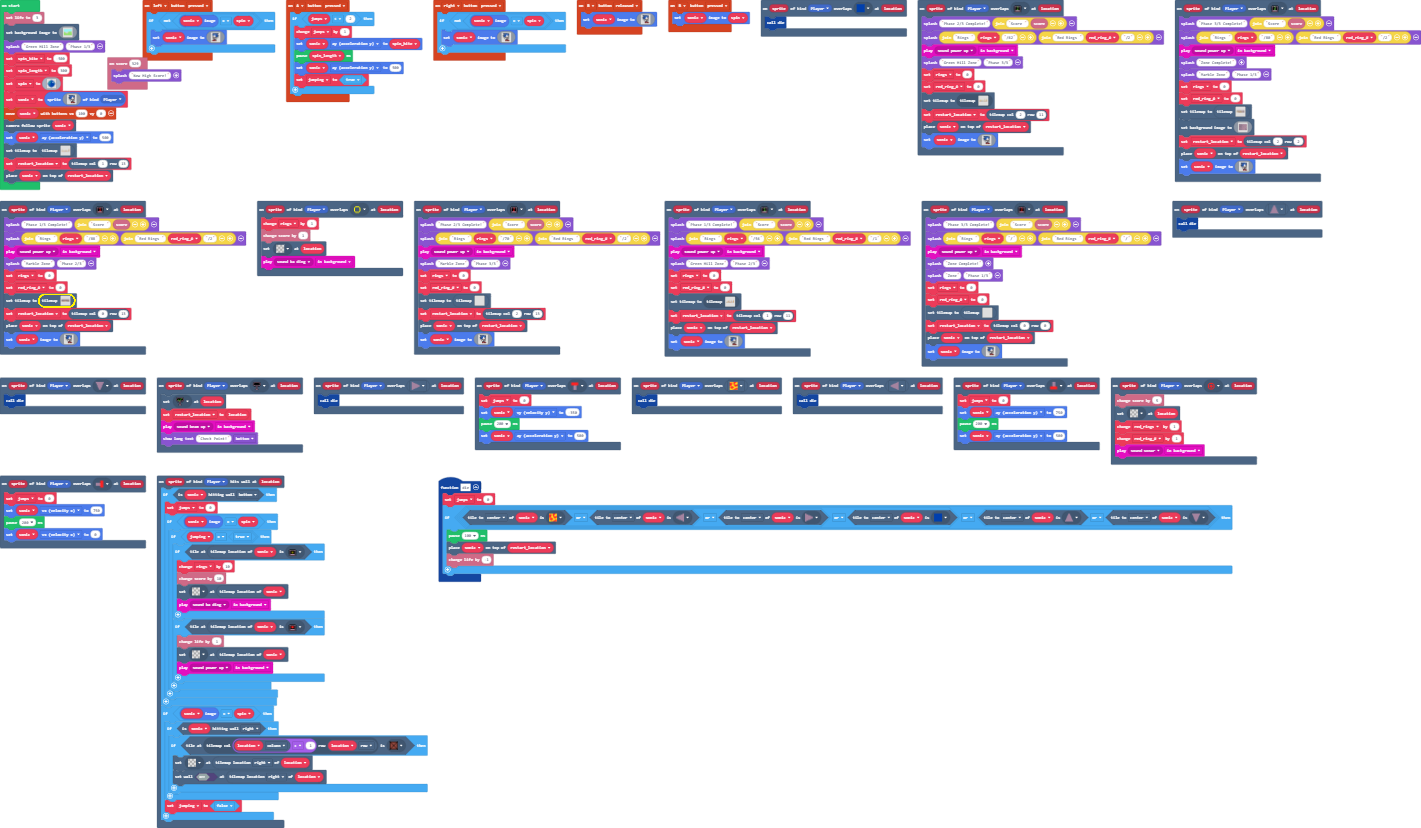 on start
set life to 3
set background image to
splash Green Hill Zone Phase 1/3
set spin_bite to
set spin_length to 500
set spin to
set sonic to sprite of kind Player
move sonic with buttons vx 100 vy 0
camera follow sprite sonic
set sonic ay (acceleration y) to 500
set tilemap to tilemap
set restart_location to tilemap col row
place sonic on top of restart_location
on score
splash New High Score!
on left button pressed
if not sonic image = spin then
set sonic image to
on A button pressed
if jumps < then
change jumps by 1
set sonic ay (acceleration y) to spin_bite
pause spin_length ms
set sonic ay (acceleration y) to 500
set jumping to true
on right button pressed
if not sonic image = spin then
set sonic image to
on B button released
set sonic image to
on B button pressed
set sonic image to spin
on sprite of kind Player overlaps at location
call die
on sprite of kind Player overlaps at location
splash Phase 2/3 Complete! join Score score
splash join Rings rings join Red Rings red_ring_#
play sound power up in background
splash Green Hill Zone Phase 3/3
set rings to 0
set red_ring_# to 0
set tilemap to tilemap
set restart_location to tilemap col row
place sonic on top of restart_location
set sonic image to
on sprite of kind Player overlaps at location
splash Phase 3/3 Complete! join Score score
splash join Rings rings join Red Rings red_ring_#
play sound power up in background
splash Zone Complete!
splash Marble Zone Phase
set rings to 0
set red_ring_# to 0
set tilemap to tilemap
set background image to
set restart_location to tilemap col row
place sonic on top of restart_location
set sonic image to
on sprite of kind Player overlaps at location
splash Phase Complete! join Score score
splash join Rings rings join Red Rings red_ring_#
play sound power up in background
splash Marble Zone Phase
set rings to 0
set red_ring_# to 0
set tilemap to tilemap
set restart_location to tilemap col row
place sonic on top of restart_location
set sonic image to
on sprite of kind Player overlaps at location
change rings by 1
change score by 1
set at location
play sound ba ding in background
on sprite of kind Player overlaps at location
splash Phase 2/3 Complete! join Score score
splash join Rings rings join Red Rings red_ring_#
play sound power up in background
splash Marble Zone Phase 3/3
set rings to 0
set red_ring_# to 0
set tilemap to tilemap
set restart_location to tilemap col row
place sonic on top of restart_location
set sonic image to
on sprite of kind Player overlaps at location
splash Phase 1/3 Complete! join Score score
splash join Rings rings join Red Rings red_ring_#
play sound power up in background
splash Green Hill Zone Phase 2/3
set rings to 0
set red_ring_# to 0
set tilemap to tilemap
set restart_location to tilemap col row
place sonic on top of restart_location
set sonic image to
on sprite of kind Player overlaps at location
splash Phase 3/3 Complete! join Score score
splash join Rings rings join Red Rings red_ring_#
play sound power up in background
splash Zone Complete!
splash Zone Phase 1/3
set rings to 0
set red_ring_# to 0
set tilemap to tilemap
set restart_location to tilemap col 0 row 0
place sonic on top of restart_location
set sonic image to
on sprite of kind Player overlaps at location
call die
on sprite of kind Player overlaps at location
call die
on sprite of kind Player overlaps at location
set at location
set restart_location to location
play sound beam up in background
show long text Check Point! bottom
on sprite of kind Player overlaps at location
call die
on sprite of kind Player overlaps at location
set jumps to 0
set sonic vy (velocity y) to
pause 200 ms
set sonic ay (acceleration y) to 500
on sprite of kind Player overlaps at location
call die
on sprite of kind Player overlaps at location
call die
on sprite of kind Player overlaps at location
set jumps to 0
set sonic vy (velocity y) to 750
pause 200 ms
set sonic ay (acceleration y) to 500
on sprite of kind Player overlaps at location
change score by
set at location
change red_rings by 1
change red_ring_# by 1
play sound power up in background
on sprite of kind Player overlaps at location
set jumps to 0
set sonic vx (velocity x) to 750
pause ms
set sonic vx (velocity x) to 0
on sprite of kind Player hits wall at location
if is sonic hitting wall bottom then
set jumps to 0
if sonic image = spin then
if jumping = true then
if tile at tilemap location of sonic is then
change rings by 10
change score by 10
set at tilemap location of sonic
play sound ba ding in background
if tile at tilemap location of sonic is then
change life by 1
set at tilemap location of sonic
play sound power up in background
if sonic image = spin then
if is sonic hitting wall right then
if tile at tilemap col location column + 1 row location row is then
set at tilemap location right of location
set wall off at tilemap location right of location
set jumping to false
function die
set jumps to 0
if tile to center of sonic is or tile to center of sonic is or tile to center of sonic is or tile to center of sonic is or tile to center of sonic is or tile to center of sonic is then
pause 100 ms
place sonic on top of restart_location
change life by -1